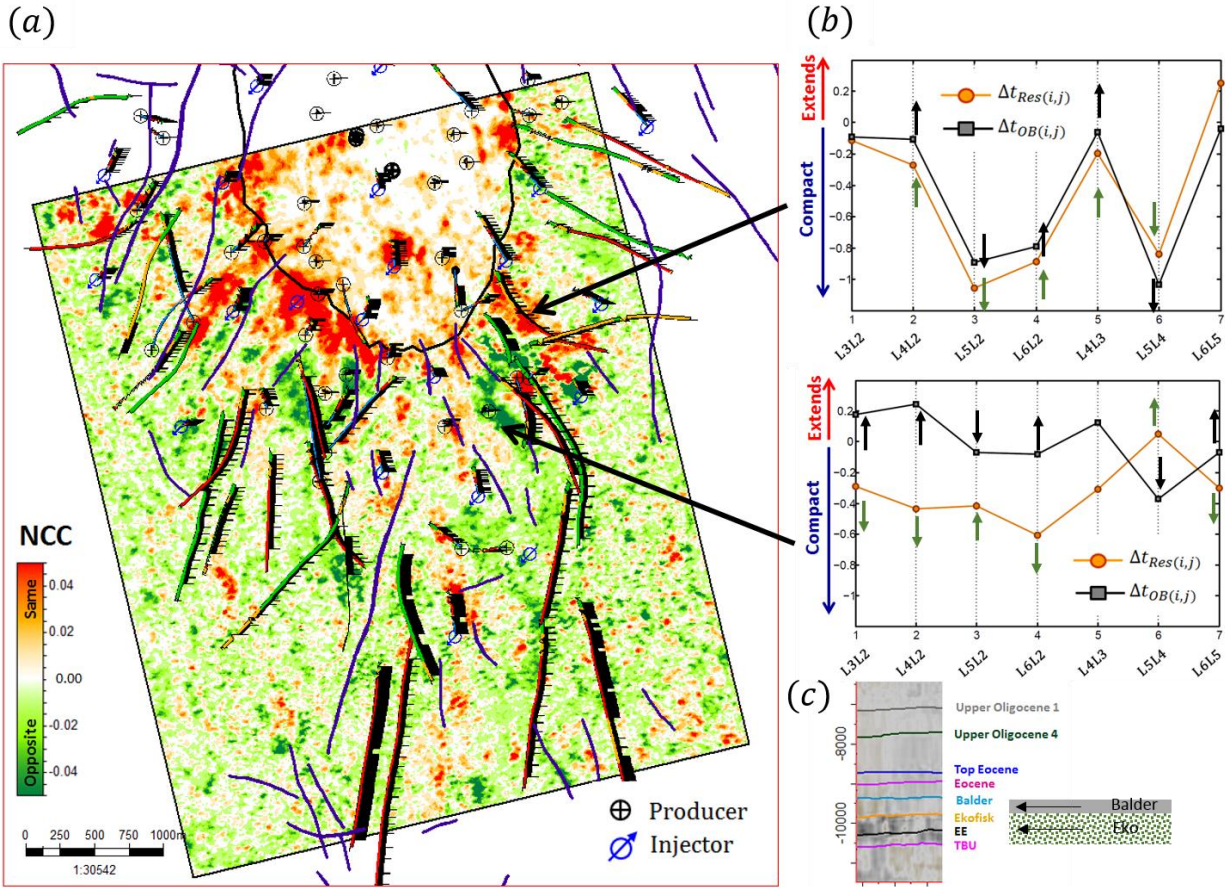 (a)
NCC
0.04
Same
0.02
0.00
-0.02
Opposite
-0.04
0 250 500 750 1000m
1:30542
Producer
Injector
(b)
Extends
Compact
0.2
0
−0.2
−0.4
−0.6
−0.8
−1
Δt_Res(i,j)
Δt_OB(i,j)
1 2 3 4 5 6 7
L3L2 L4L2 L5L2 L6L2 L4L3 L5L4 L6L5
Extends
Compact
0.2
0
−0.2
−0.4
−0.6
−0.8
−1
Δt_Res(i,j)
Δt_OB(i,j)
1 2 3 4 5 6 7
L3L2 L4L2 L5L2 L6L2 L4L3 L5L4 L6L5
(c)
-8000
-10000
Upper Oligocene 1
Upper Oligocene 4
Top Eocene
Eocene
Balder
Ekofisk
EE
TBU
Balder
Eko